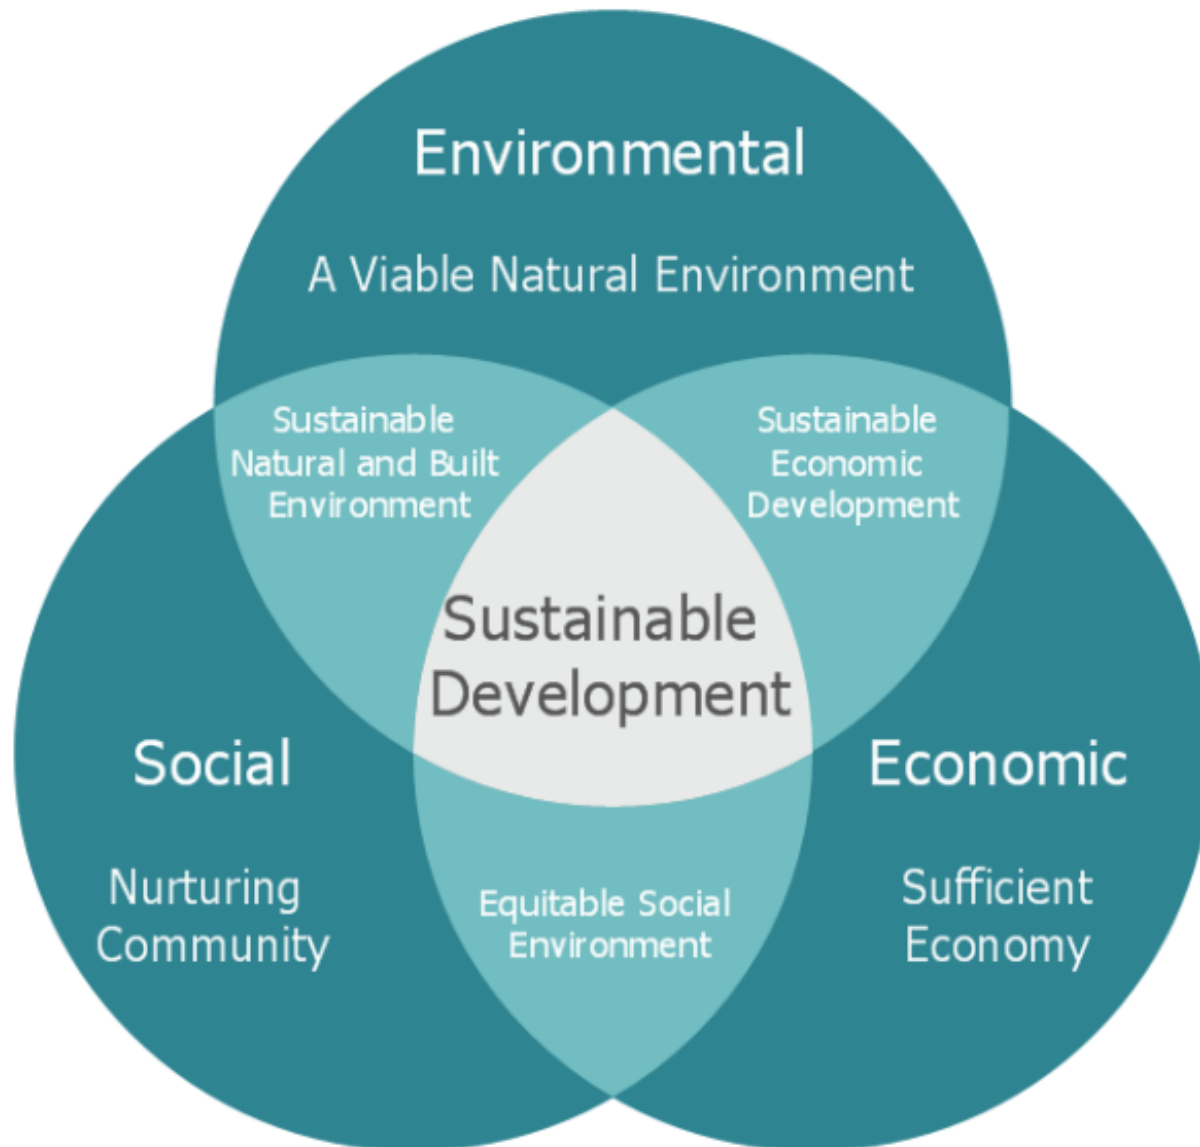 Environmental
A Viable Natural Environment
Sustainable
Natural and Built
Environment
Sustainable
Economic
Development
Sustainable
Development
Social
Nurturing
Community
Economic
Sufficient
Economy
Equitable Social
Environment